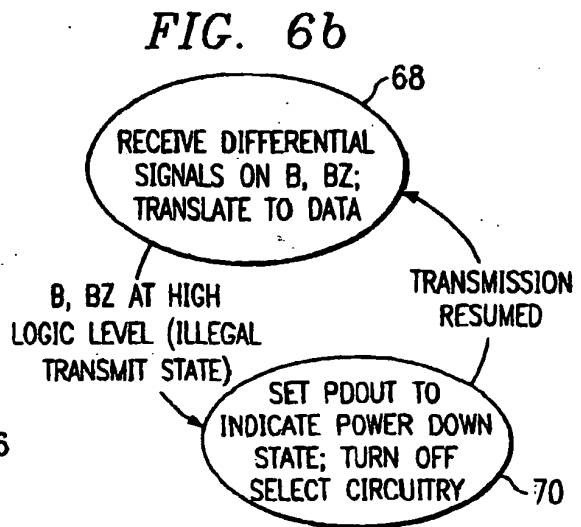 FIG. 6b
68
RECEIVE DIFFERENTIAL
SIGNALS ON B, BZ;
TRANSLATE TO DATA
B, BZ AT HIGH
LOGIC LEVEL (ILLEGAL
TRANSMIT STATE)
TRANSMISSION
RESUMED
SET PDOUT TO
INDICATE POWER DOWN
STATE; TURN OFF
SELECT CIRCUITRY
70
6